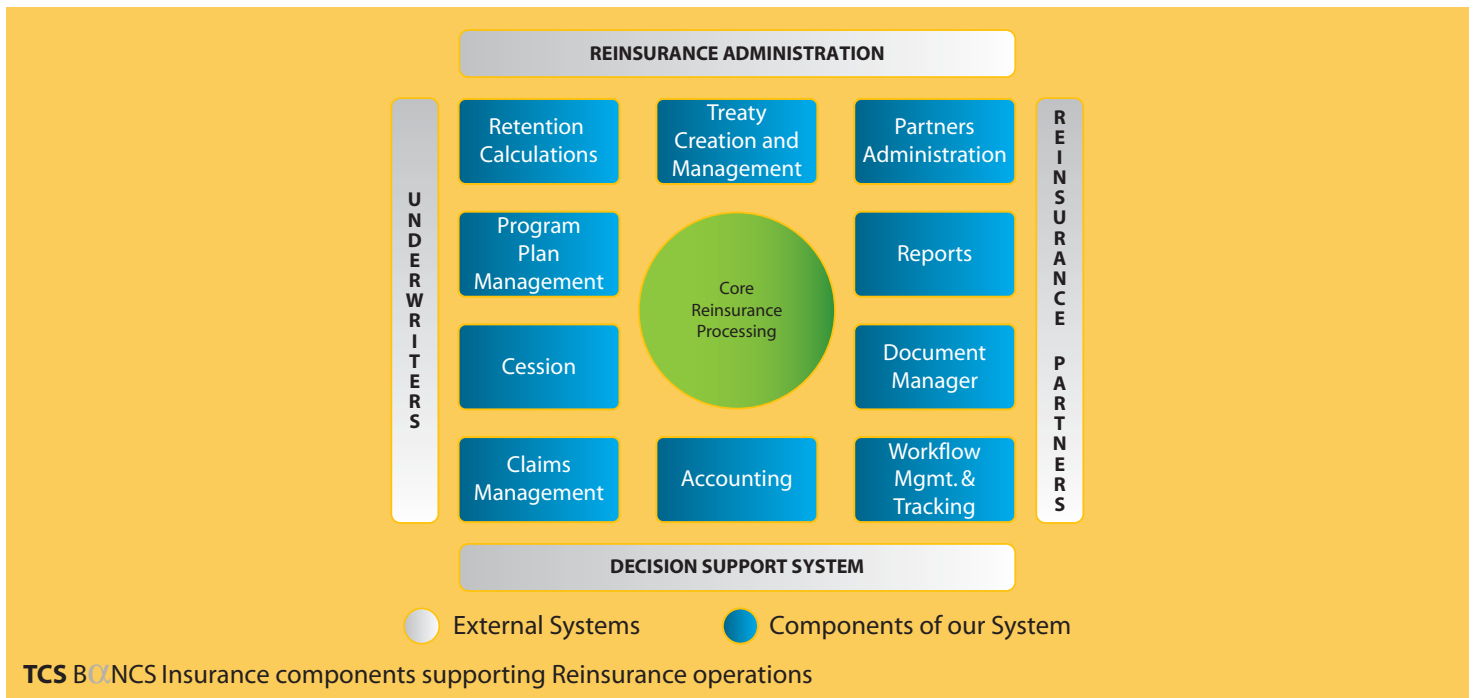 REINSURANCE ADMINISTRATION
UNDERWRITERS
Retention
Calculations
Treaty
Creation and
Management
Partners
Administration
REINSURANCE PARTNERS
Program
Plan
Management
Core
Reinsurance
Processing
Reports
Cession
Document
Manager
Claims
Management
Accounting
Workflow
Mgmt. &
Tracking
DECISION SUPPORT SYSTEM
External Systems
Components of our System
TCS BαNCS Insurance components supporting Reinsurance operations